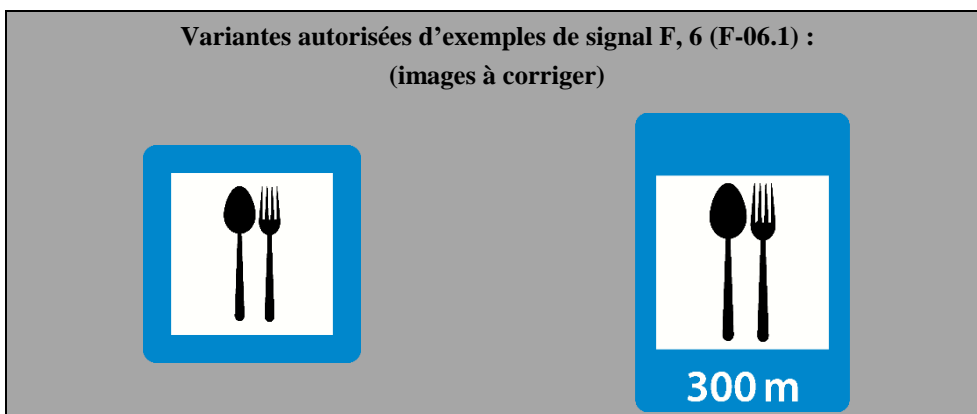 Variantes autorisées d’exemples de signal F, 6 (F-06.1) :
(images à corriger)
300 m